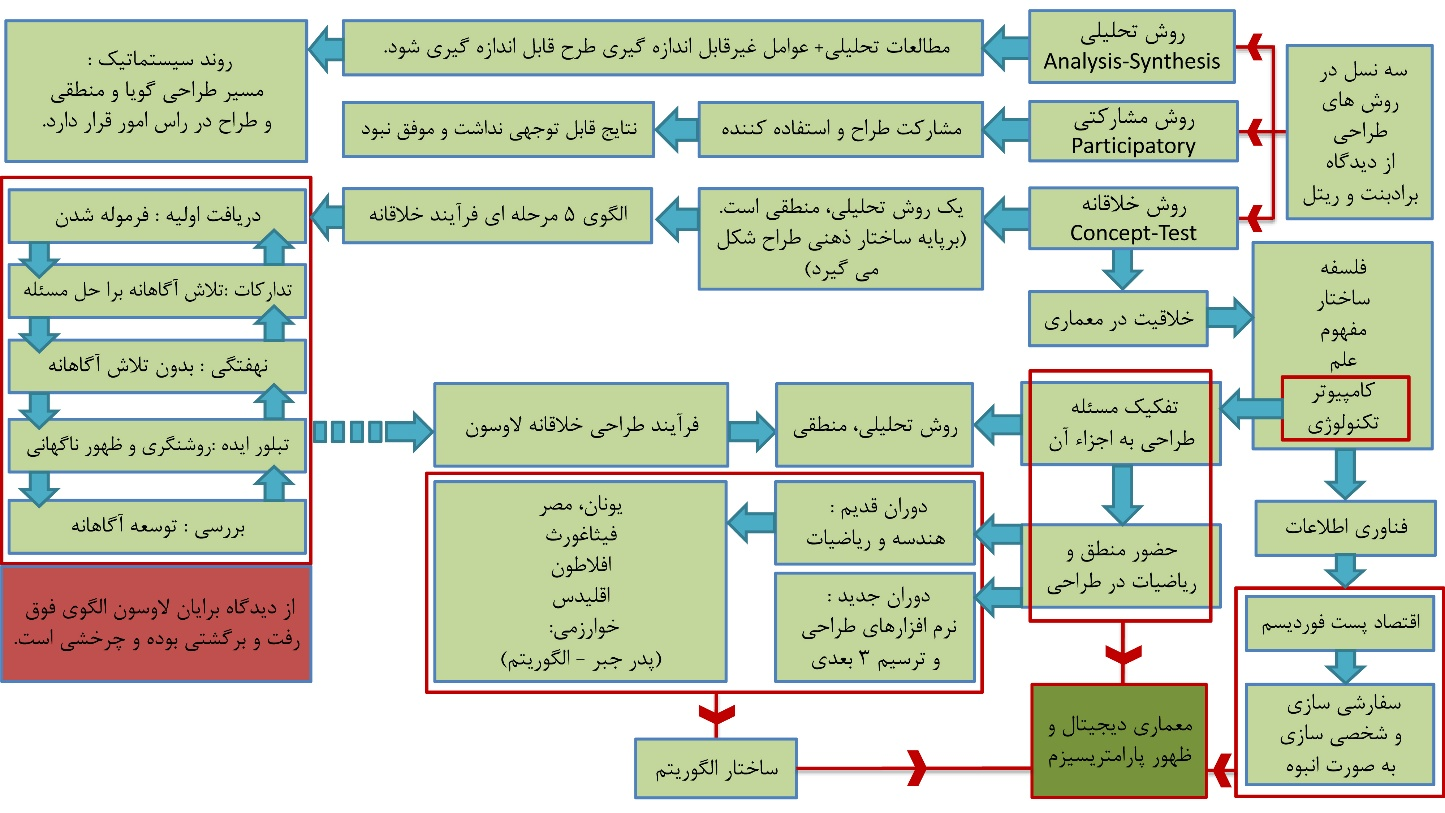 سه نسل در
روش های
طراحی
از دیدگاه
برادبنت و ریتل
روش تحلیلی
Analysis-Synthesis
مطالعات تحلیلی+ عوامل غیرقابل اندازه گیری طرح قابل اندازه گیری شود.
روند سیستماتیک :
مسیر طراحی گویا و منطقی
و طراح در راس امور قرار دارد.
روش مشارکتی
Participatory
مشارکت طراح و استفاده کننده
نتایج قابل توجهی نداشت و موفق نبود
روش خلاقانه
Concept-Test
یک روش تحلیلی، منطقی است.
(برپایه ساختار ذهنی طراح شکل
می گیرد)
الگوی ۵ مرحله ای فرآیند خلاقانه
دریافت اولیه : فرموله شدن
تدارکات :تلاش آگاهانه برا حل مسئله
نهفتگی : بدون تلاش آگاهانه
تبلور ایده :روشنگری و ظهور ناگهانی
بررسی : توسعه آگاهانه
از دیدگاه برایان لاوسون الگوی فوق
رفت و برگشتی بوده و چرخشی است.
خلاقیت در معماری
فلسفه
ساختار
مفهوم
علم
کامپیوتر
تکنولوژی
تفکیک مسئله
طراحی به اجزاء آن
روش تحلیلی، منطقی
فرآیند طراحی خلاقانه لاوسون
حضور منطق و
ریاضیات در طراحی
دوران قدیم :
هندسه و ریاضیات
دوران جدید :
نرم افزارهای طراحی
و ترسیم ۳ بعدی
یونان، مصر
فیثاغورث
افلاطون
اقلیدس
خوارزمی:
(پدر جبر - الگوریتم)
فناوری اطلاعات
اقتصاد پست فوردیسم
سفارشی سازی
و شخصی سازی
به صورت انبوه
معماری دیجیتال و
ظهور پارامتریسیزم
ساختار الگوریتم